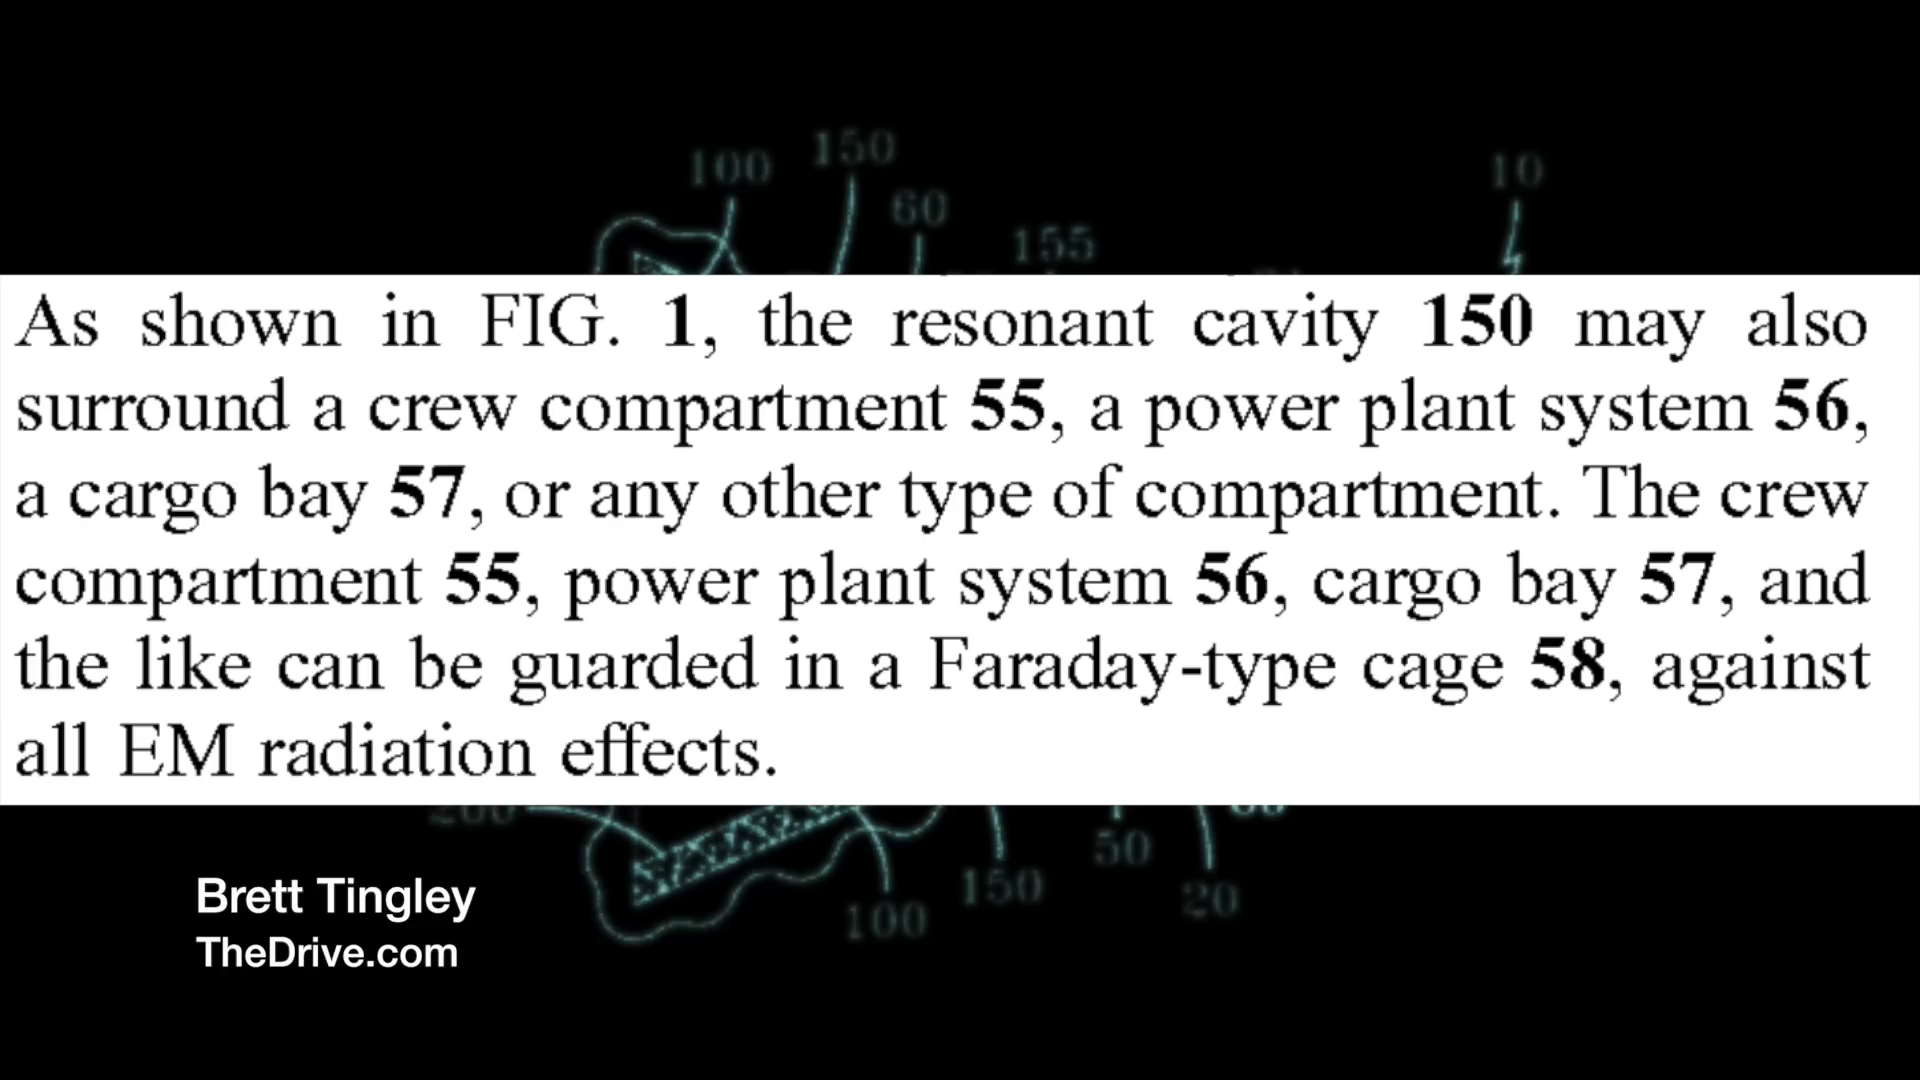 100 150 60 155 10
As shown in FIG. 1, the resonant cavity 150 may also
surround a crew compartment 55, a power plant system 56,
a cargo bay 57, or any other type of compartment. The crew
compartment 55, power plant system 56, cargo bay 57, and
the like can be guarded in a Faraday-type cage 58, against
all EM radiation effects.
200 100 150 50 20
Brett Tingley
TheDrive.com